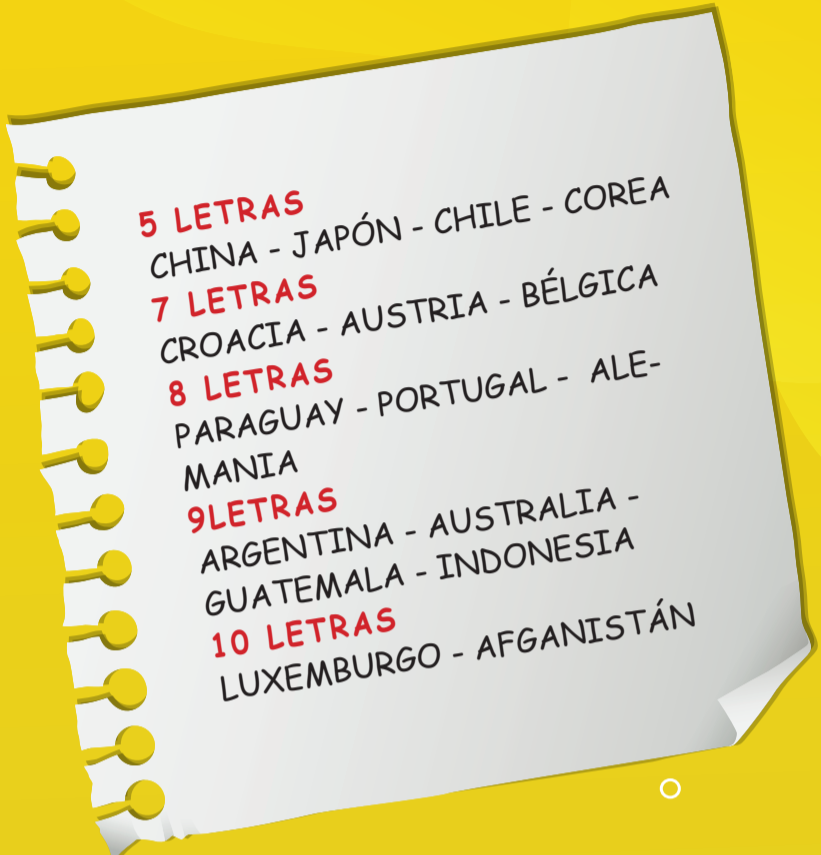 5 LETRAS
CHINA - JAPÓN - CHILE - COREA
7 LETRAS
CROACIA - AUSTRIA - BÉLGICA
8 LETRAS
PARAGUAY - PORTUGAL - ALE-
MANIA
9LETRAS
ARGENTINA - AUSTRALIA -
GUATEMALA - INDONESIA
10 LETRAS
LUXEMBURGO - AFGANISTÁN